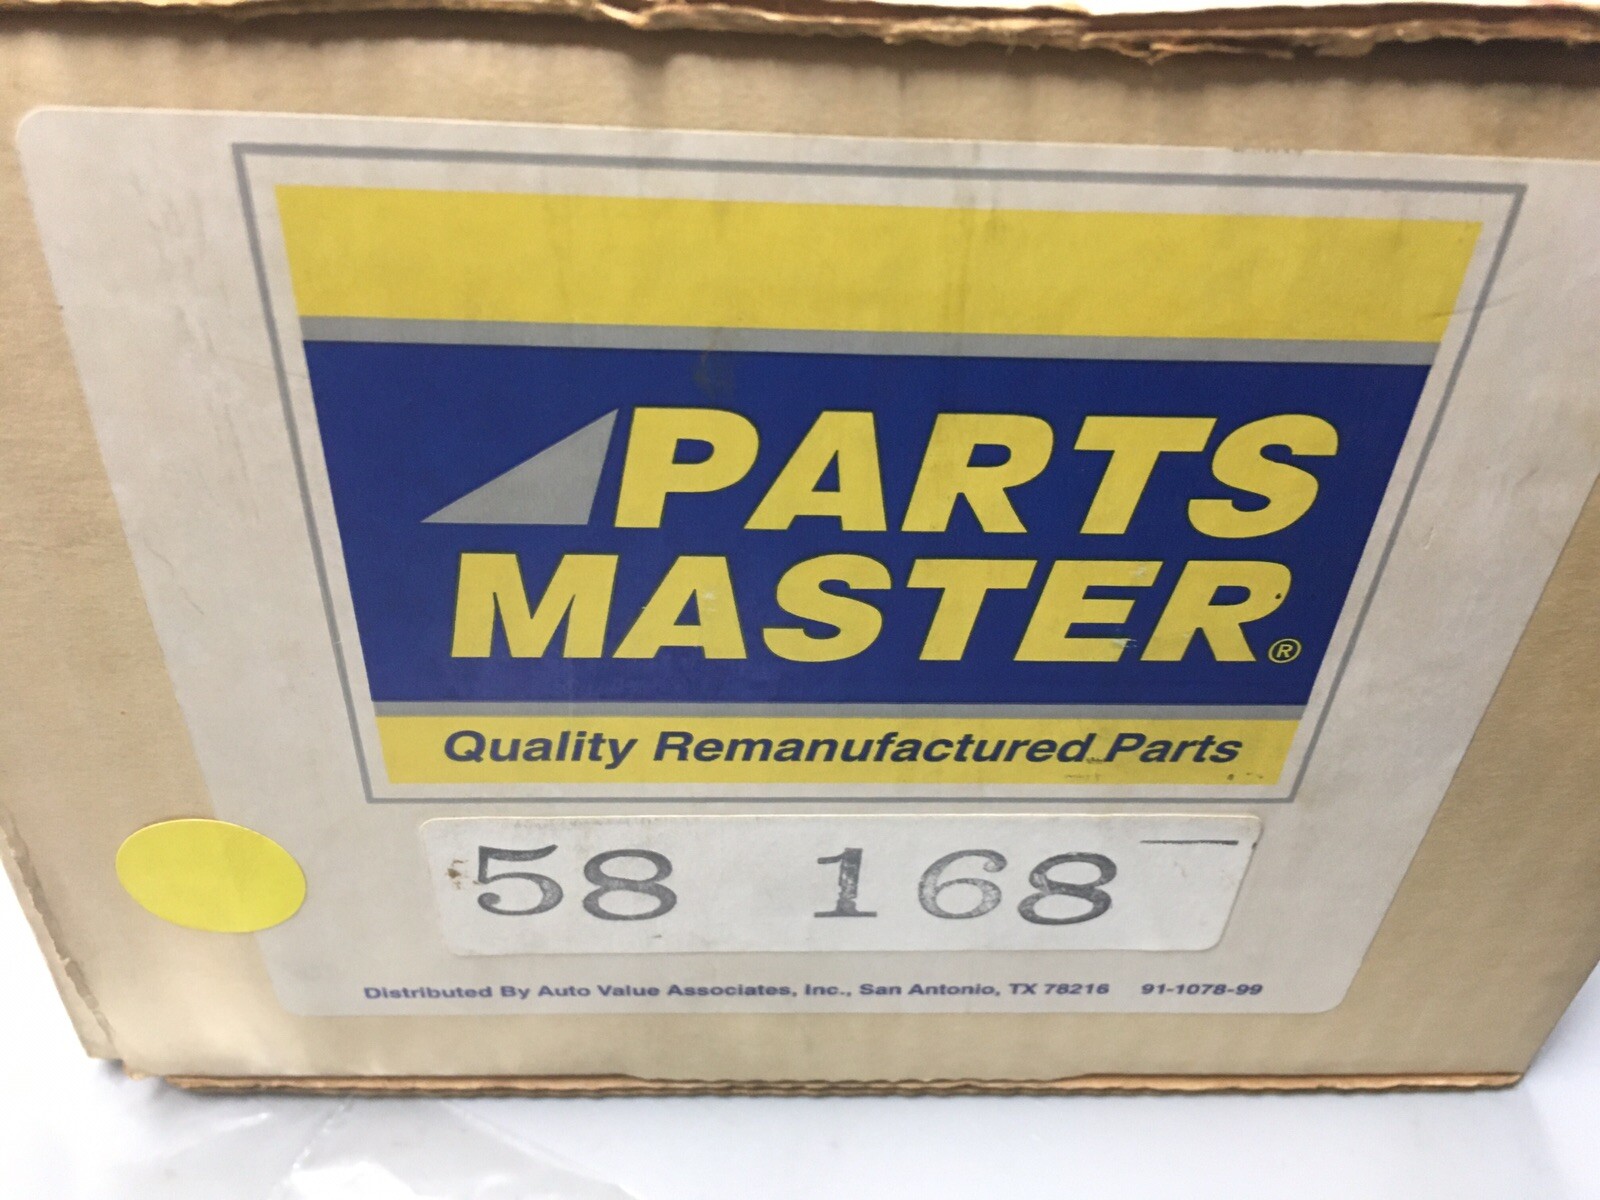 PARTS
MASTER®
Quality Remanufactured Parts
58 168
Distributed By Auto Value Associates, Inc., San Antonio, TX 78216 91-1078-99